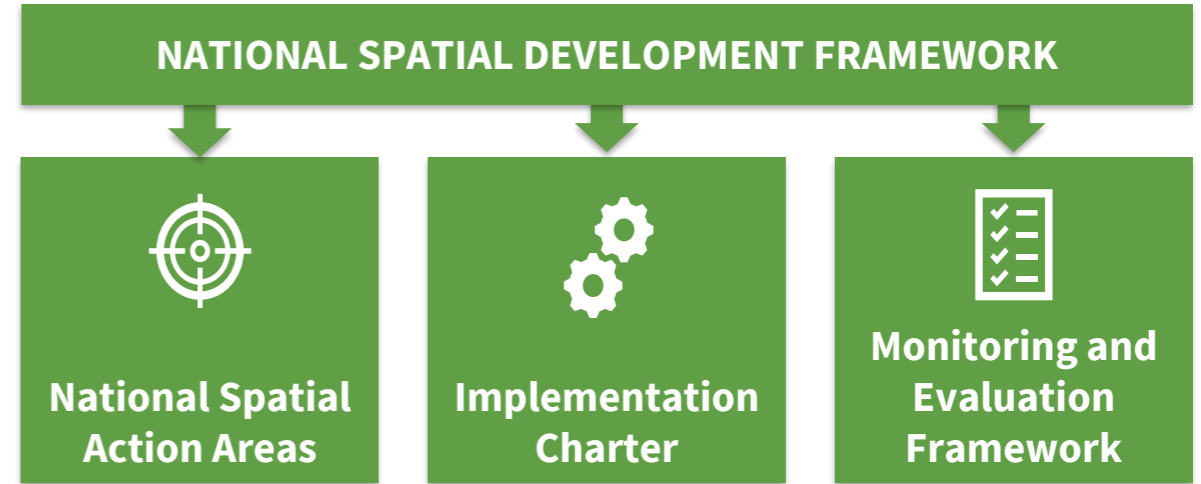 NATIONAL SPATIAL DEVELOPMENT FRAMEWORK
National Spatial
Action Areas
Implementation
Charter
Monitoring and
Evaluation
Framework